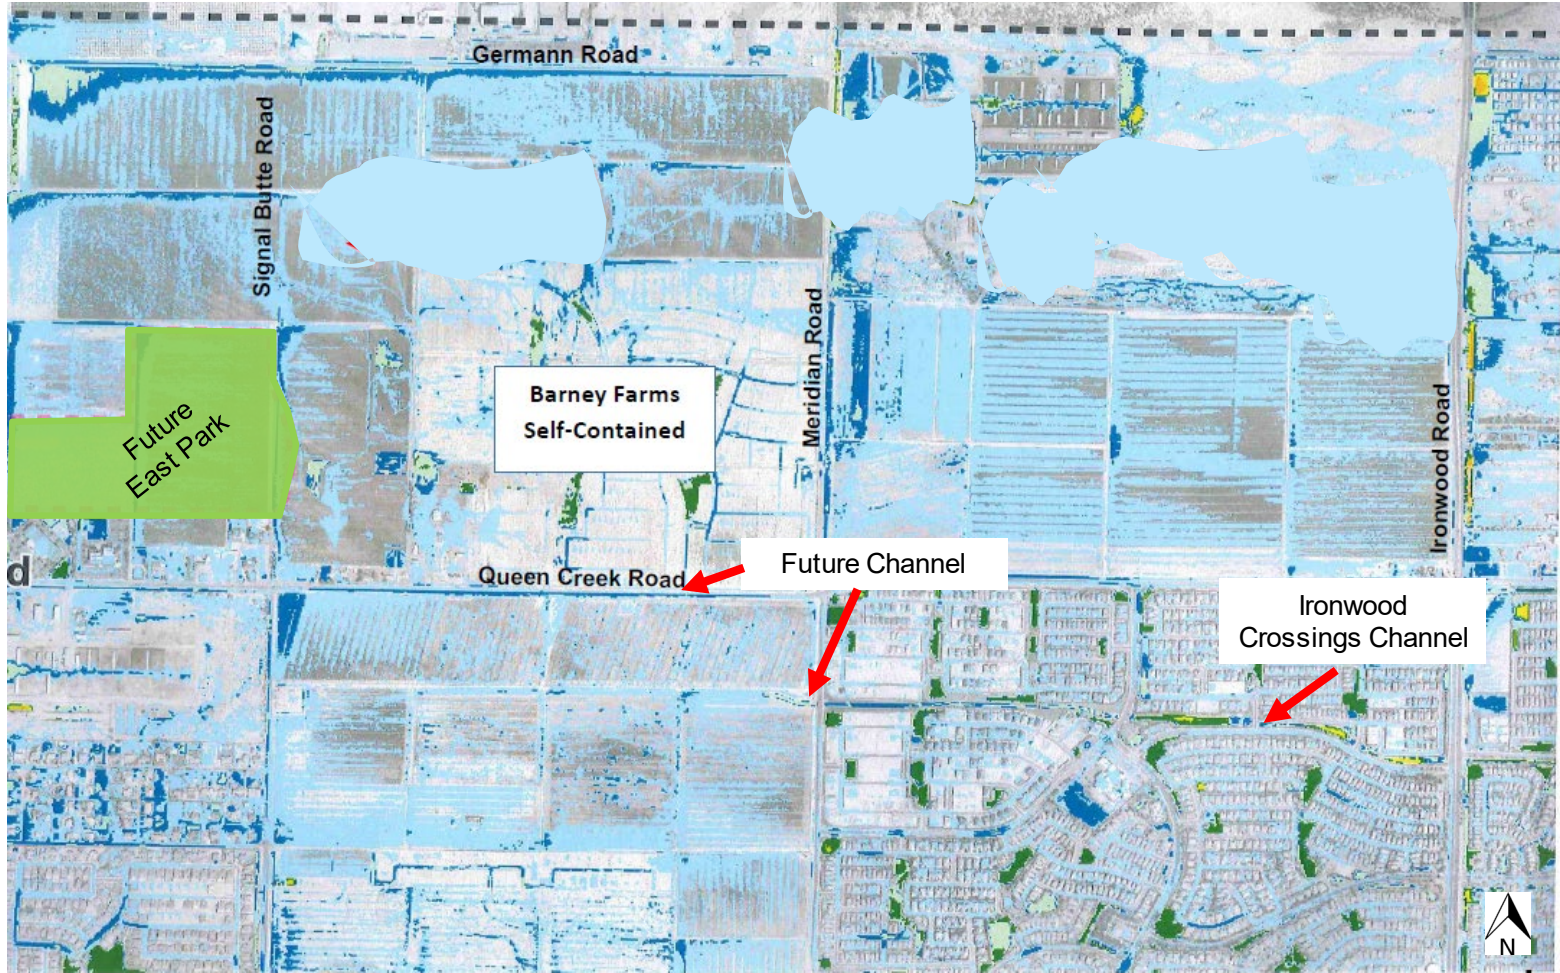 Germann Road
Signal Butte Road
Meridian Road
Ironwood Road
Barney Farms
Self-Contained
Future
East Park
d
Queen Creek Road
Future Channel
Ironwood
Crossings Channel
N